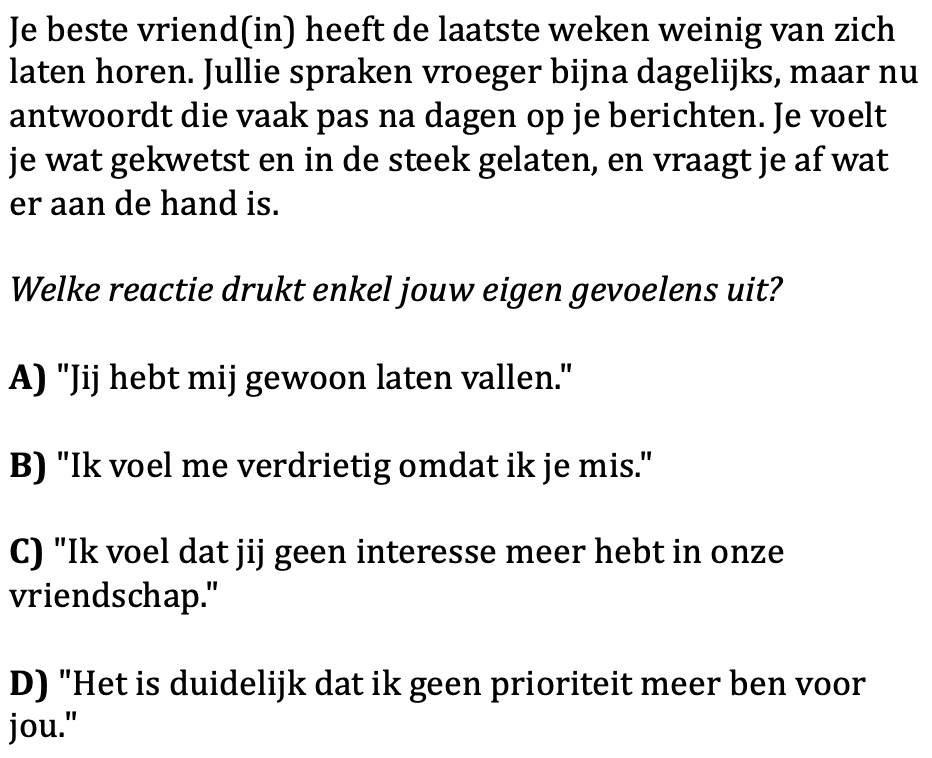 Je beste vriend(in) heeft de laatste weken weinig van zich
laten horen. Jullie spraken vroeger bijna dagelijks, maar nu
antwoordt die vaak pas na dagen op je berichten. Je voelt
je wat gekwetst en in de steek gelaten, en vraagt je af wat
er aan de hand is.
Welke reactie drukt enkel jouw eigen gevoelens uit?
A) "Jij hebt mij gewoon laten vallen."
B) "Ik voel me verdrietig omdat ik je mis."
C) "Ik voel dat jij geen interesse meer hebt in onze
vriendschap."
D) "Het is duidelijk dat ik geen prioriteit meer ben voor
jou."